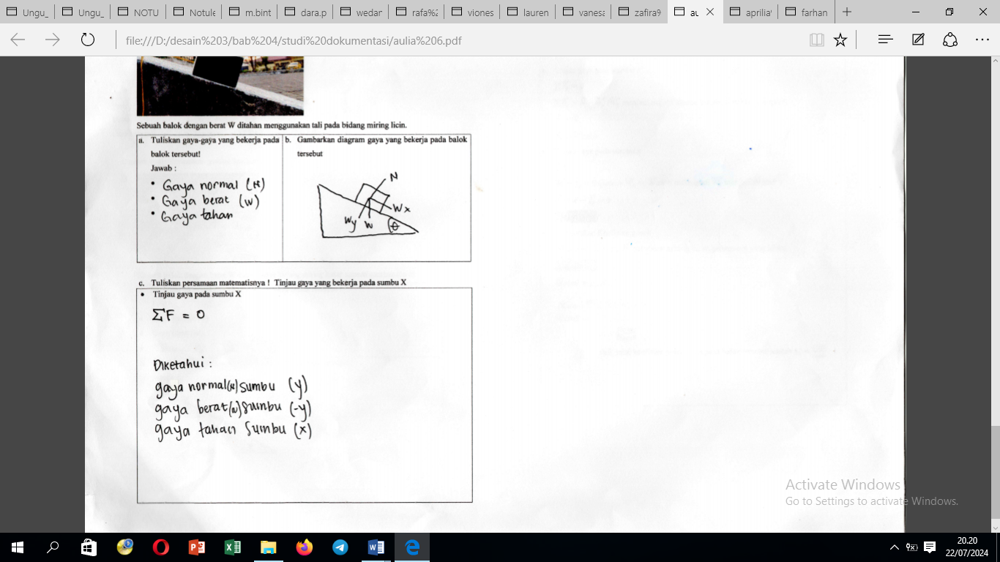 Ungu_
Ungu_
NOTU
Notule
m.bint
dara.p
wedar
rafa%2
viones
lauren
vanesa
zafira9
au
aprilia'
farhan
file:///D:/desain%203/bab%204/studi%20dokumentasi/aulia%206.pdf
Sebuah balok dengan berat W ditahan menggunakan tali pada bidang miring licin.
a. Tuliskan gaya-gaya yang bekerja pada
balok tersebut!
Jawab :
• Gaya normal (N)
• Gaya berat (w)
• Gaya tahan
b. Gambarkan diagram gaya yang bekerja pada balok
tersebut
N
Wx
Wy w θ
c. Tuliskan persamaan matematisnya ! Tinjau gaya yang bekerja pada sumbu X
• Tinjau gaya pada sumbu X
ΣF = 0
Diketahui :
gaya normal(N) sumbu (y)
gaya berat(w) sumbu (-y)
gaya tahan sumbu (x)
Activate Windows
Go to Settings to activate Windows.
20.20
22/07/2024